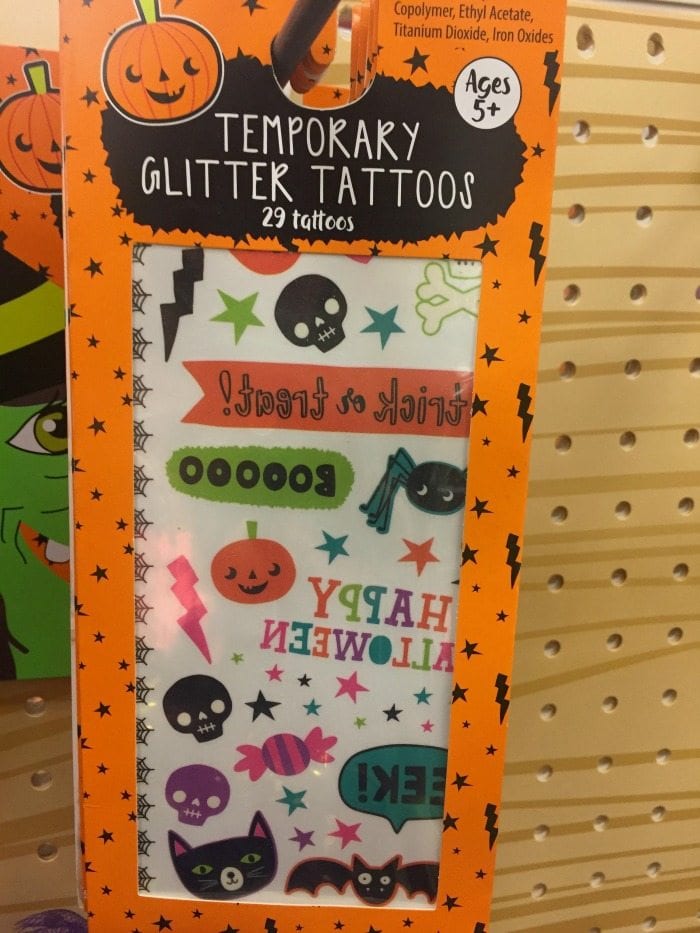 Copolymer, Ethyl Acetate,
Titanium Dioxide, Iron Oxides
Ages
5+
TEMPORARY
GLITTER TATTOOS
29 tattoos
trick or treat!
BOOOOO
HAPPY
ALLOWEEN
EEK!